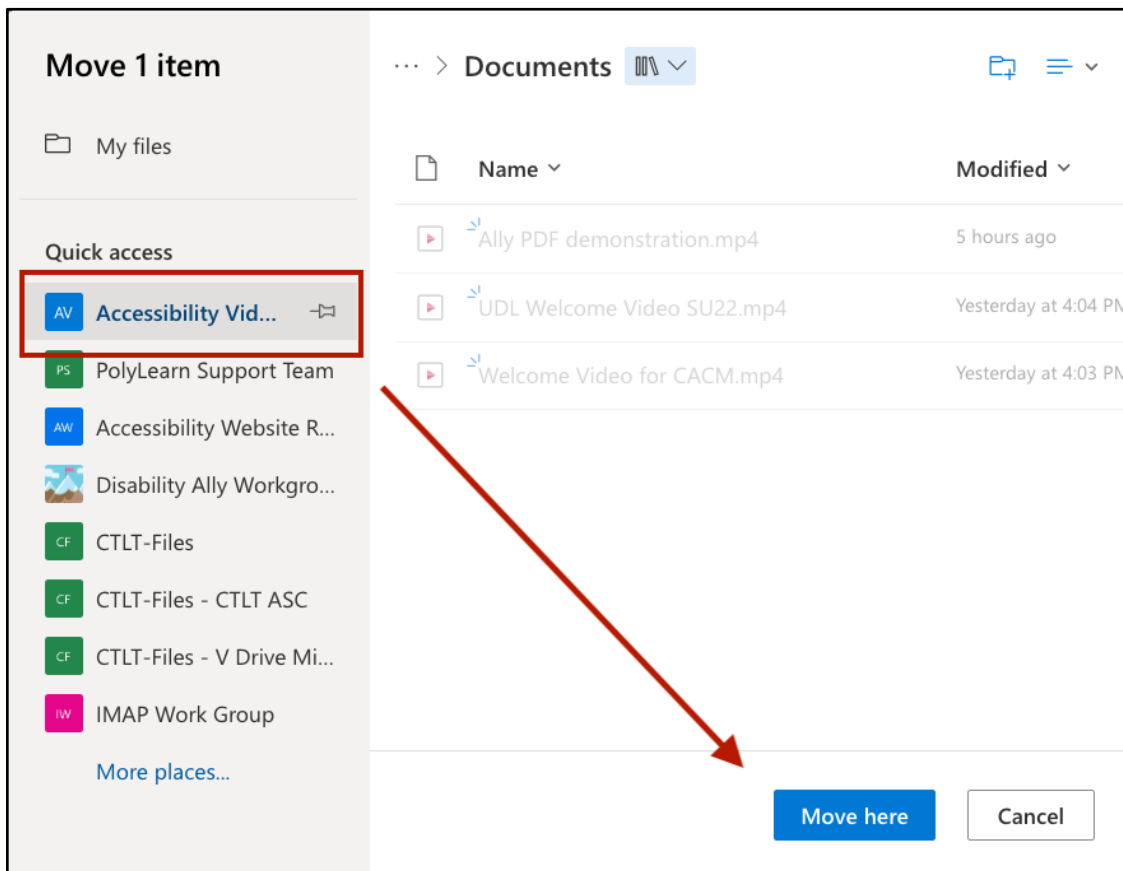 Move 1 item
My files
Quick access
AV Accessibility Vid...
PS PolyLearn Support Team
AW Accessibility Website R...
Disability Ally Workgro...
CF CTLT-Files
CF CTLT-Files - CTLT ASC
CF CTLT-Files - V Drive Mi...
IW IMAP Work Group
More places...
... > Documents
Name Modified
Ally PDF demonstration.mp4 5 hours ago
UDL Welcome Video SU22.mp4 Yesterday at 4:04 PM
Welcome Video for CACM.mp4 Yesterday at 4:03 PM
Move here Cancel